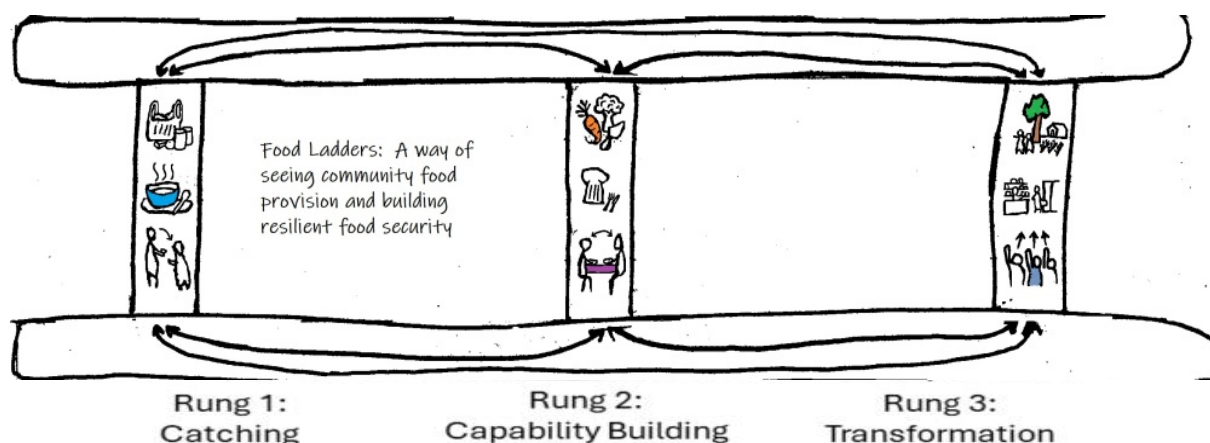 Food Ladders: A way of
seeing community food
provision and building
resilient food security
Rung 1:
Catching
Rung 2:
Capability Building
Rung 3:
Transformation